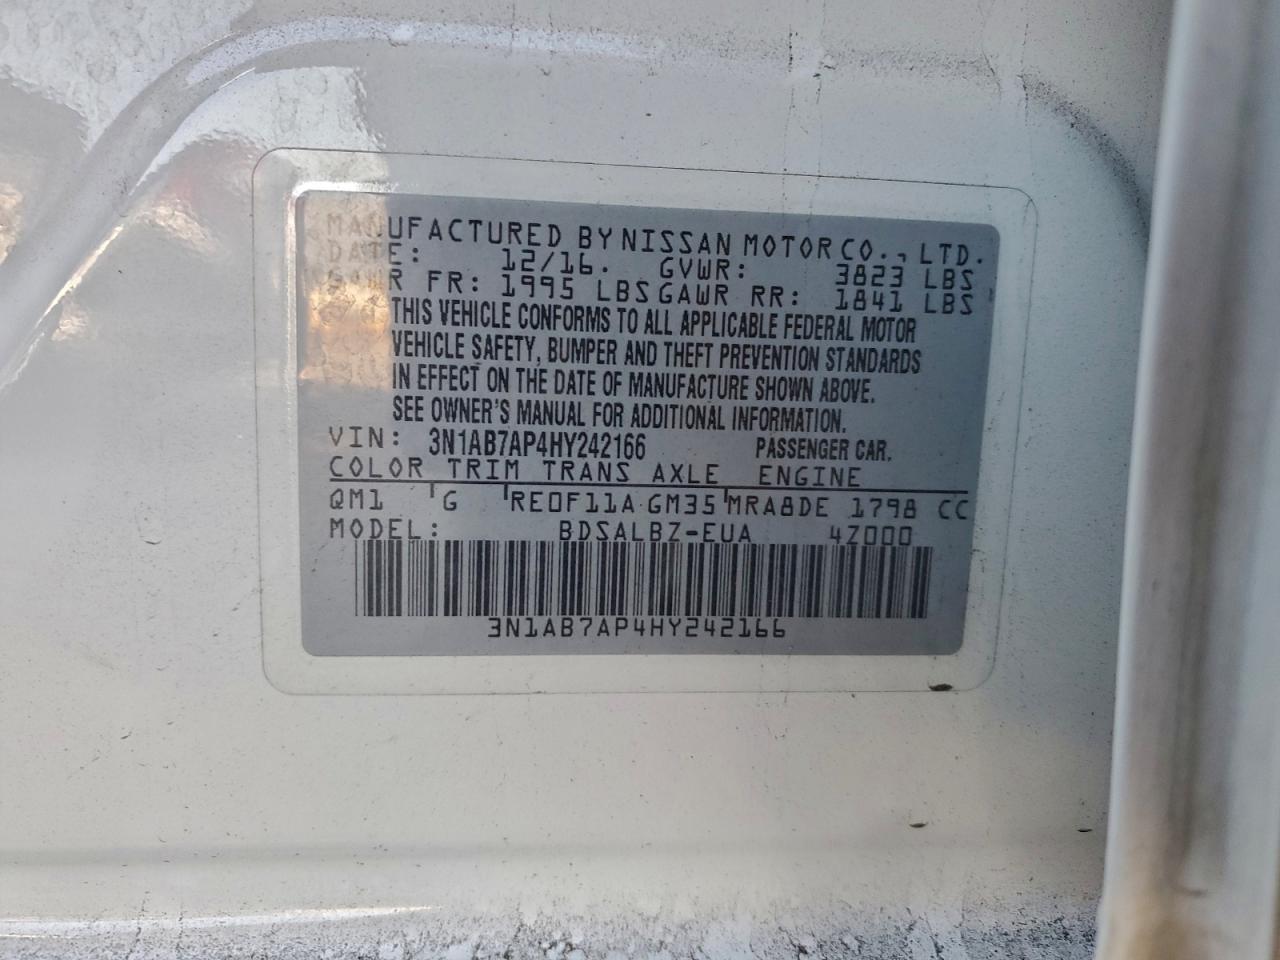 MANUFACTURED BY NISSAN MOTOR CO., LTD.
DATE: 12/16. GVWR: 3823 LBS
GAWR FR: 1995 LBS GAWR RR: 1841 LBS
THIS VEHICLE CONFORMS TO ALL APPLICABLE FEDERAL MOTOR
VEHICLE SAFETY, BUMPER AND THEFT PREVENTION STANDARDS
IN EFFECT ON THE DATE OF MANUFACTURE SHOWN ABOVE.
SEE OWNER'S MANUAL FOR ADDITIONAL INFORMATION.
VIN: 3N1AB7AP4HY242166 PASSENGER CAR.
COLOR TRIM TRANS AXLE ENGINE
QM1 G RE0F11A GM35 MRA8DE 1798 CC
MODEL: BDSALBZ-EUA 4Z000
3N1AB7AP4HY242166